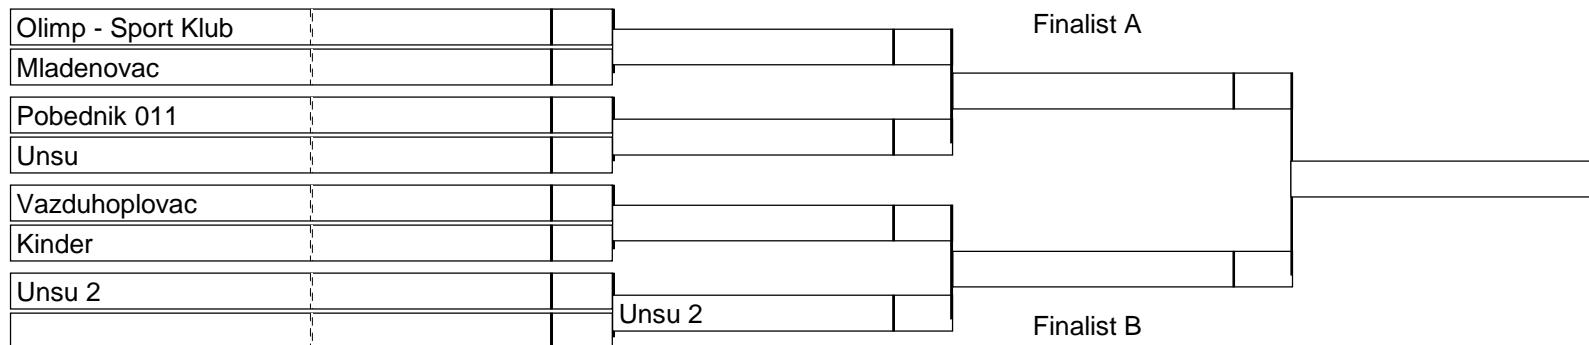 Olimp - Sport Klub
Finalist A
Mladenovac
Pobednik 011
Unsu
Vazduhoplovac
Kinder
Unsu 2
Unsu 2
Finalist B